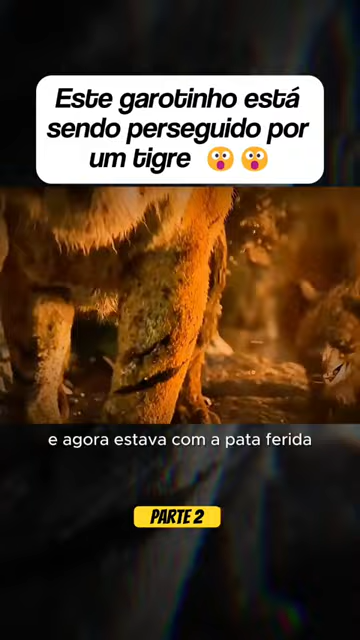 Este garotinho está
sendo perseguido por
um tigre 😲😲
e agora estava com a pata ferida
PARTE 2